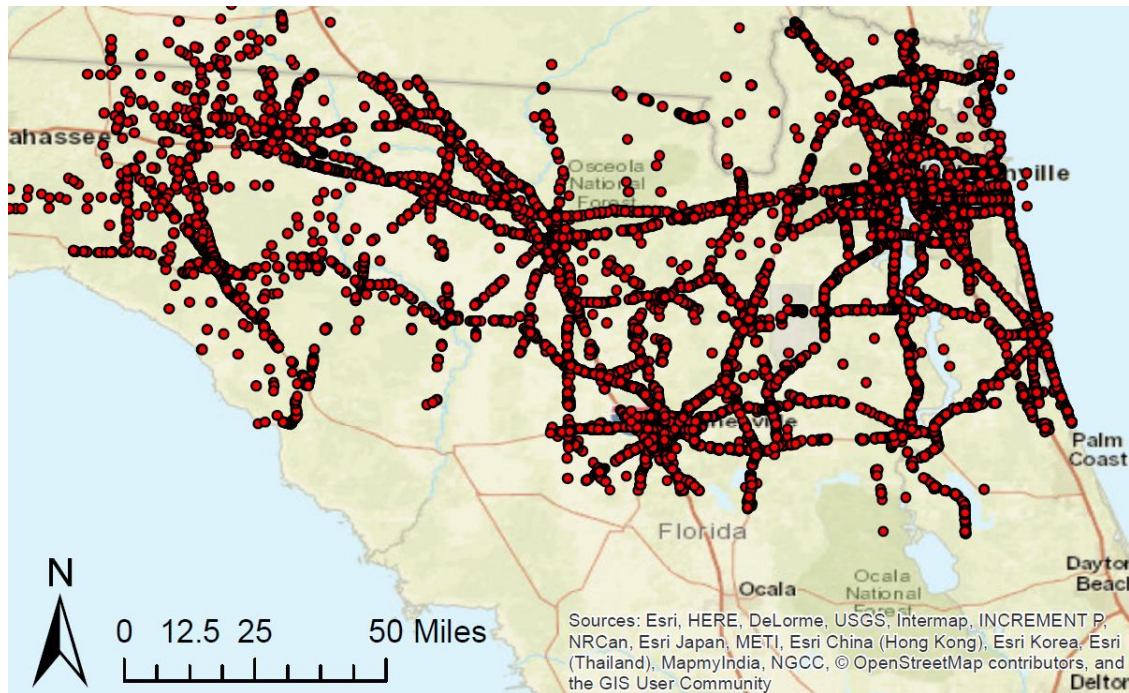 ahassee
Osceola
National
Forest
nville
Palm
Coast
Florida
Ocala
Ocala
National
Dayton
Beach
N
0 12.5 25 50 Miles
Sources: Esri, HERE, DeLorme, USGS, Intermap, INCREMENT P,
NRCan, Esri Japan, METI, Esri China (Hong Kong), Esri Korea, Esri
(Thailand), MapmyIndia, NGCC, © OpenStreetMap contributors, and
the GIS User Community
Delton